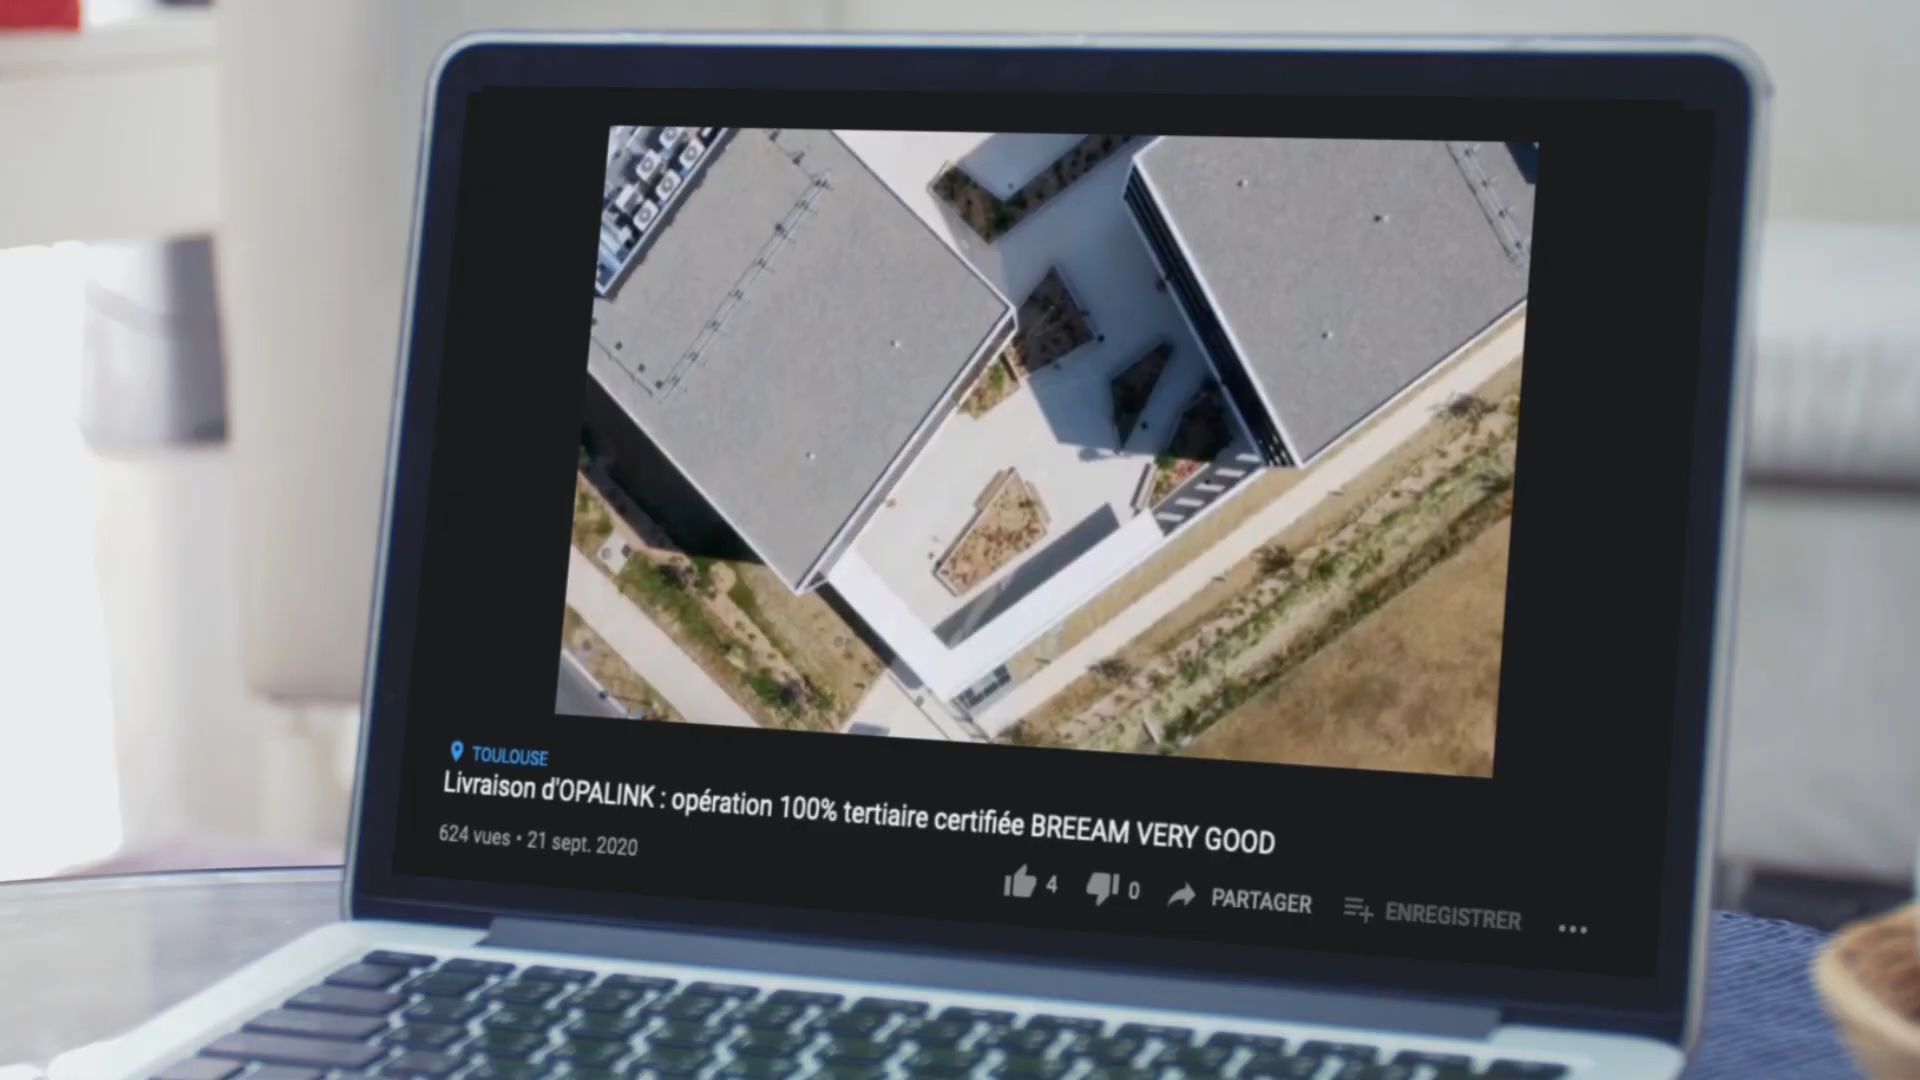 TOULOUSE
Livraison d'OPALINK : opération 100% tertiaire certifiée BREEAM VERY GOOD
624 vues • 21 sept. 2020
4 0 PARTAGER ENREGISTRER ...